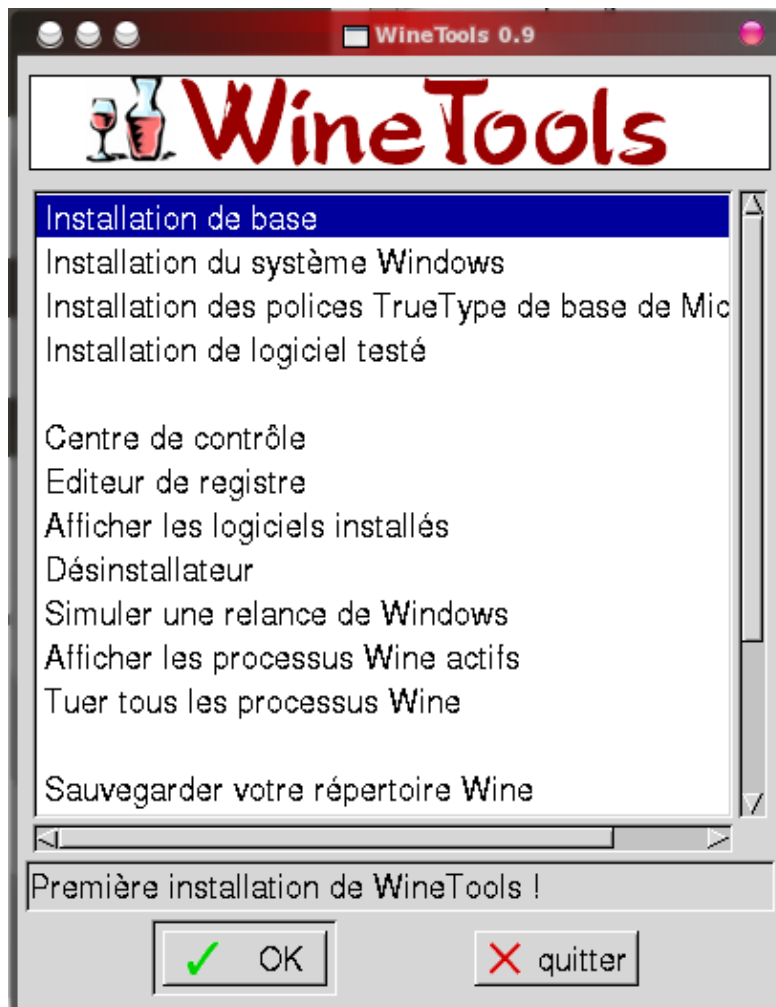 WineTools 0.9
WineTools
Installation de base
Installation du système Windows
Installation des polices TrueType de base de Mic
Installation de logiciel testé
Centre de contrôle
Editeur de registre
Afficher les logiciels installés
Désinstallateur
Simuler une relance de Windows
Afficher les processus Wine actifs
Tuer tous les processus Wine
Sauvegarder votre répertoire Wine
Première installation de WineTools !
OK
quitter